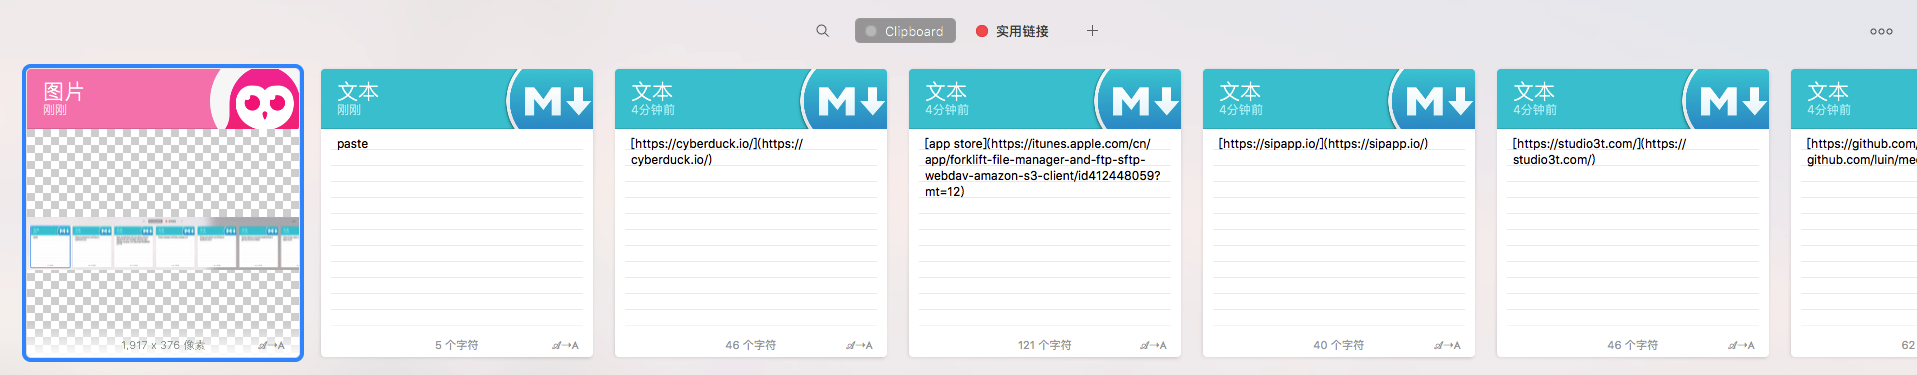 Clipboard
实用链接
图片
刚刚
1,917 x 376 像素
A→A
文本
刚刚
M
paste
5 个字符
A→A
文本
4分钟前
M
[https://cyberduck.io/](https://
cyberduck.io/)
46 个字符
A→A
文本
4分钟前
M
[app store](https://itunes.apple.com/cn/
app/forklift-file-manager-and-ftp-sftp-
webdav-amazon-s3-client/id412448059?
mt=12)
121 个字符
A→A
文本
4分钟前
M
[https://sipapp.io/](https://sipapp.io/)
40 个字符
A→A
文本
4分钟前
M
[https://studio3t.com/](https://
studio3t.com/)
46 个字符
A→A
文本
4分钟前
[https://github.com/
github.com/luin/me
62